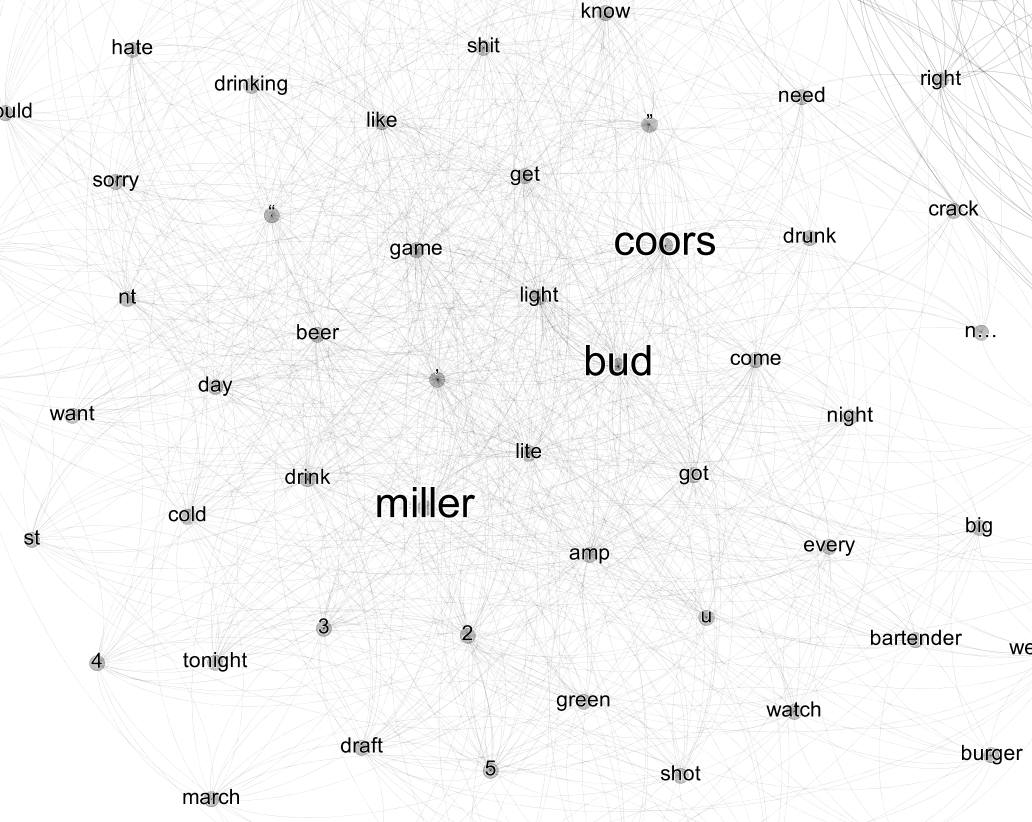 know
hate
shit
drinking
right
need
ould
like
”
get
sorry
crack
“
drunk
coors
game
light
nt
beer
n...
bud
come
’
day
want
night
lite
got
drink
miller
cold
big
st
every
amp
u
3
2
bartender
we
4
tonight
green
watch
draft
burger
5
shot
march